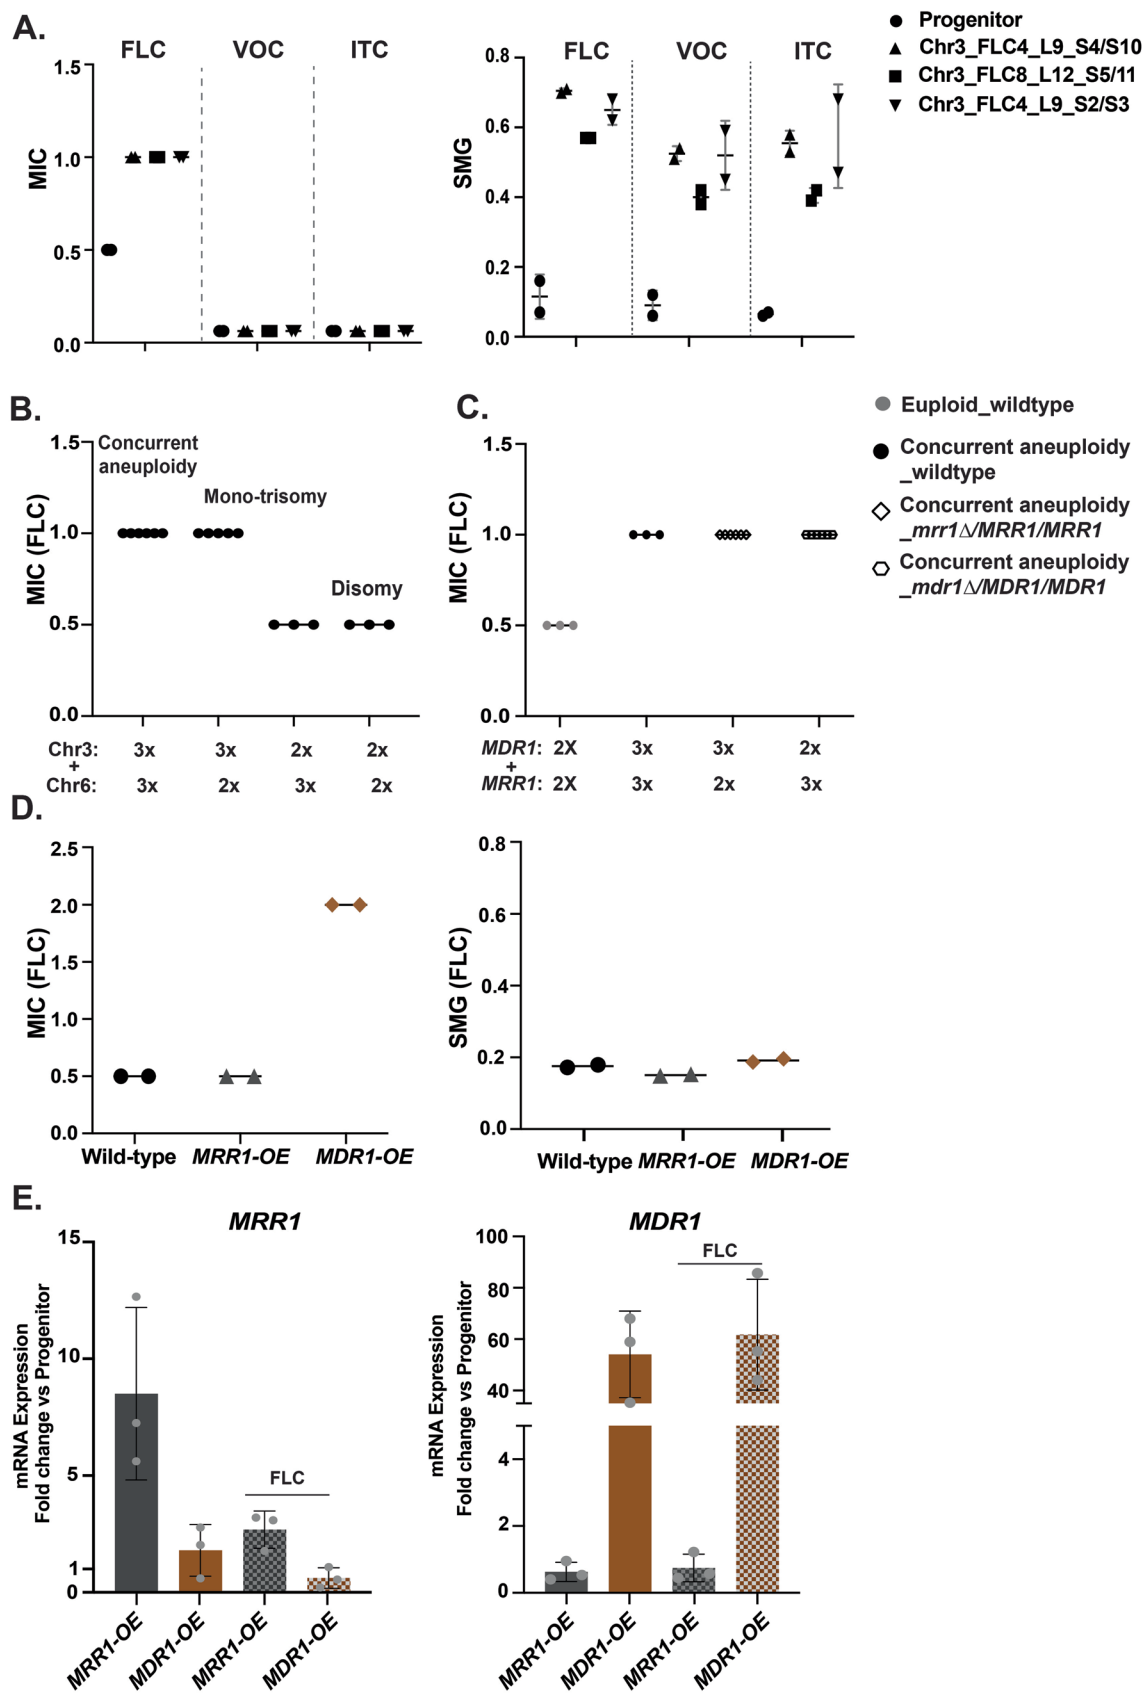 A.
FLC VOC ITC
MIC
1.5
1.0
0.5
0.0
FLC VOC ITC
SMG
0.8
0.6
0.4
0.2
0.0
Progenitor
Chr3_FLC4_L9_S4/S10
Chr3_FLC8_L12_S5/11
Chr3_FLC4_L9_S2/S3
B.
MIC (FLC)
1.5
1.0
0.5
0.0
Concurrent
aneuploidy
Mono-trisomy
Disomy
Chr3: 3x 3x 2x 2x
+
Chr6: 3x 2x 3x 2x
C.
MIC (FLC)
1.5
1.0
0.5
0.0
MDR1: 2X 3x 3x 2x
+
MRR1: 2X 3x 2x 3x
Euploid_wildtype
Concurrent aneuploidy
_wildtype
Concurrent aneuploidy
_mrr1Δ/MRR1/MRR1
Concurrent aneuploidy
_mdr1Δ/MDR1/MDR1
D.
MIC (FLC)
2.5
2.0
1.5
1.0
0.5
0.0
Wild-type MRR1-OE MDR1-OE
SMG (FLC)
0.8
0.6
0.4
0.2
0.0
Wild-type MRR1-OE MDR1-OE
E.
MRR1
mRNA Expression
Fold change vs Progenitor
15
10
5
1
0
FLC
MRR1-OE
MDR1-OE
MRR1-OE
MDR1-OE
MDR1
mRNA Expression
Fold change vs Progenitor
100
80
60
40
4
2
0
FLC
MRR1-OE
MDR1-OE
MRR1-OE
MDR1-OE